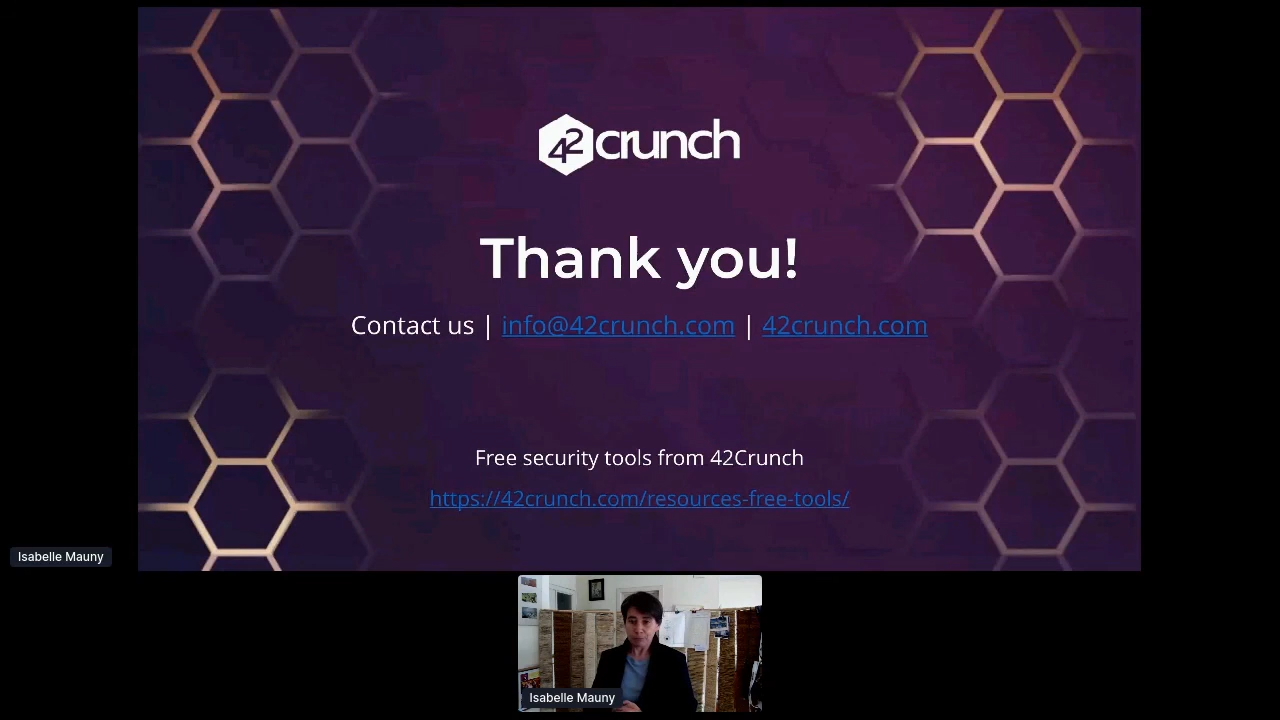 42crunch
Thank you!
Contact us | info@42crunch.com | 42crunch.com
Free security tools from 42Crunch
https://42crunch.com/resources-free-tools/
Isabelle Mauny
Isabelle Mauny